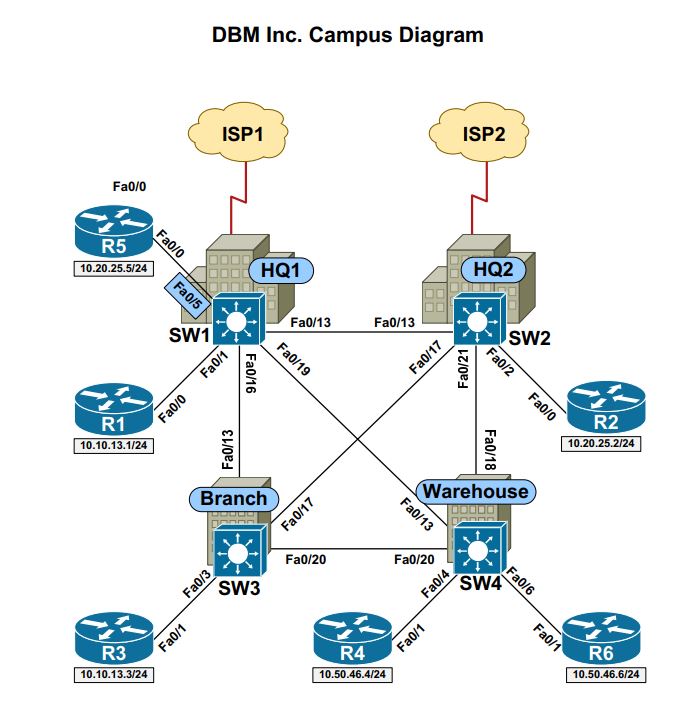 DBM Inc. Campus Diagram
ISP1
ISP2
Fa0/0
R5
Fa0/0
10.20.25.5/24
Fa0/5
HQ1
HQ2
SW1
Fa0/13
Fa0/13
SW2
Fa0/1
Fa0/16
Fa0/19
Fa0/17
Fa0/21
Fa0/2
R1
Fa0/0
10.10.13.1/24
Fa0/0
R2
10.20.25.2/24
Fa0/13
Fa0/18
Branch
Warehouse
Fa0/17
Fa0/13
Fa0/20
Fa0/20
SW3
SW4
Fa0/3
Fa0/4
Fa0/6
R3
Fa0/1
10.10.13.3/24
R4
Fa0/1
10.50.46.4/24
Fa0/1
R6
10.50.46.6/24